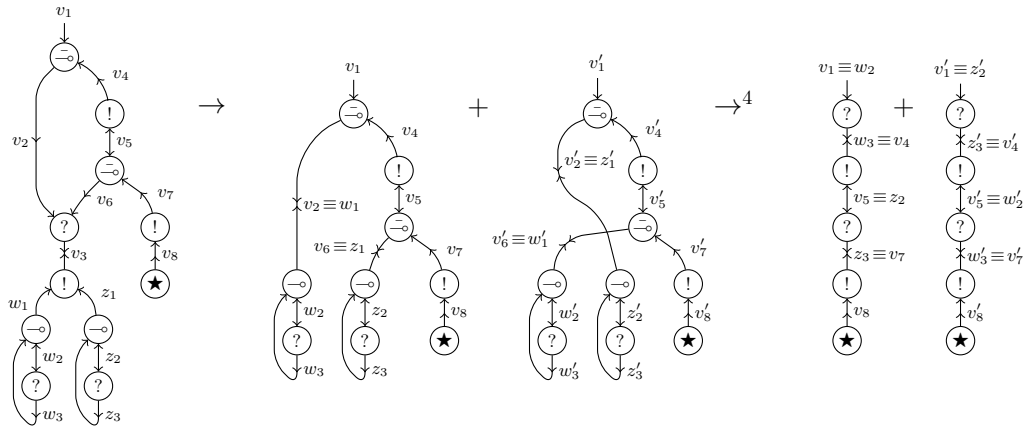 v₁
⊸̄
v₄
!
v₂
v₅
⊸̄
v₆
v₇
?
!
v₃
v₈
!
★
w₁
z₁
⊸
⊸
w₂
z₂
?
?
w₃
z₃
→
v₁
⊸̄
v₄
!
v₂≡w₁
v₅
⊸̄
v₆≡z₁
v₇
⊸
⊸
!
w₂
z₂
v₈
?
?
★
w₃
z₃
+
v′₁
⊸̄
v′₄
v′₂≡z′₁
!
v′₅
⊸̄
v′₆≡w′₁
v′₇
⊸
⊸
!
w′₂
z′₂
v′₈
?
?
★
w′₃
z′₃
→⁴
v₁≡w₂
?
w₃≡v₄
!
v₅≡z₂
?
z₃≡v₇
!
v₈
★
+
v′₁≡z′₂
?
z′₃≡v′₄
!
v′₅≡w′₂
?
w′₃≡v′₇
!
v₈
★